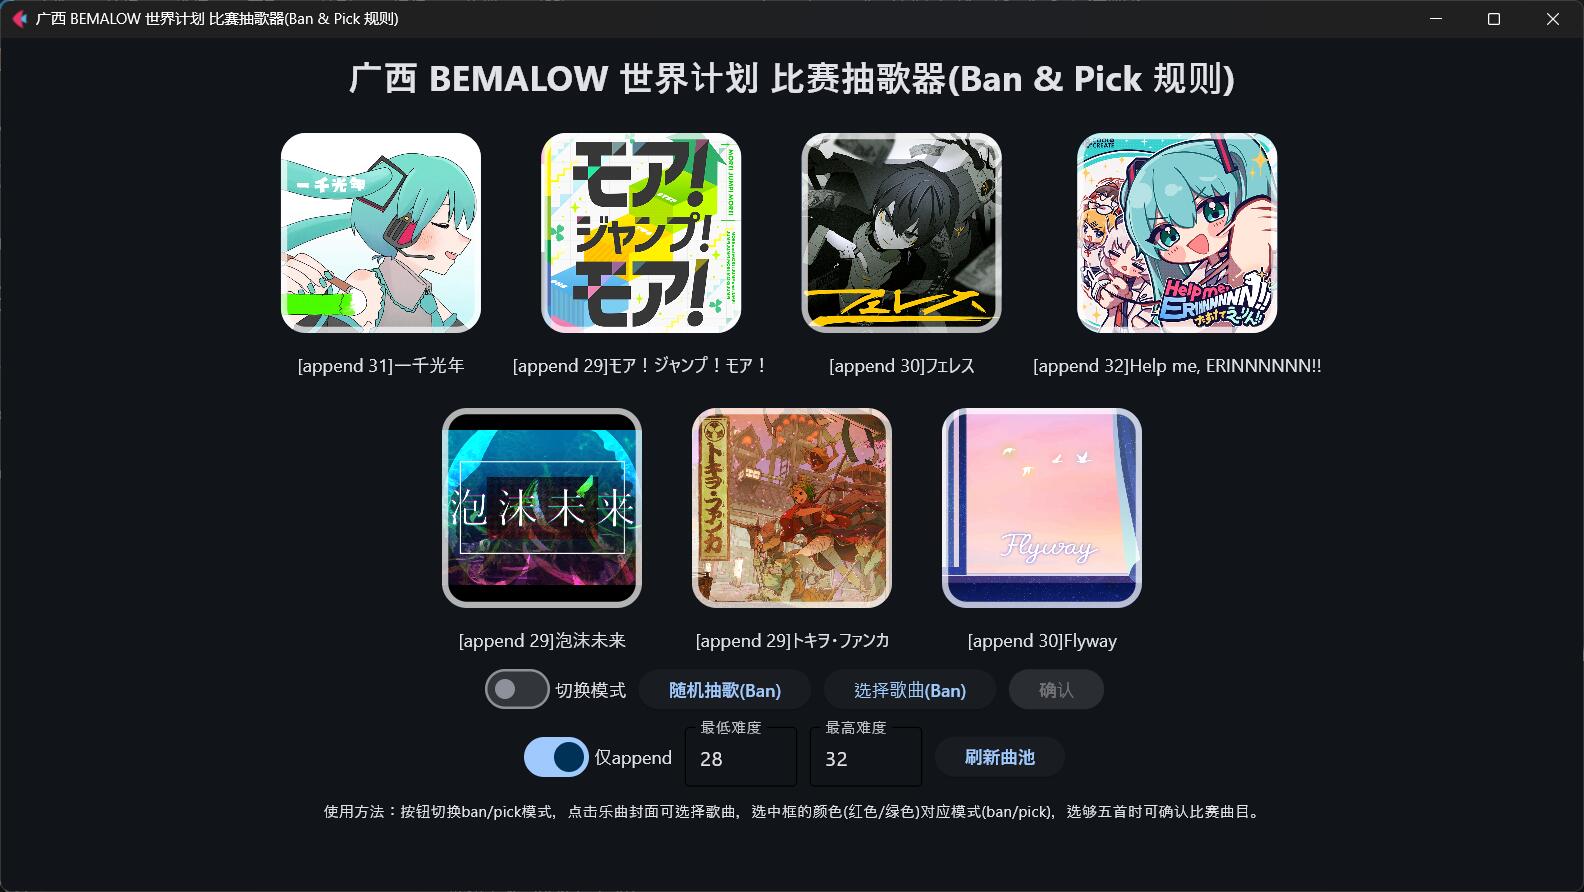 广西 BEMALOW 世界计划 比赛抽歌器(Ban & Pick 规则)
广西 BEMALOW 世界计划 比赛抽歌器(Ban & Pick 规则)
一千光年
モア!
ジャンプ!
モア!
フェレス
Help me,
ERINNNNNN!!
[append 31]一千光年
[append 29]モア！ジャンプ！モア！
[append 30]フェレス
[append 32]Help me, ERINNNNNN!!
泡沫未来
トキヲ・ファンカ
Flyway
[append 29]泡沫未来
[append 29]トキヲ・ファンカ
[append 30]Flyway
切换模式
随机抽歌(Ban)
选择歌曲(Ban)
确认
仅append
最低难度
28
最高难度
32
刷新曲池
使用方法：按钮切换ban/pick模式，点击乐曲封面可选择歌曲，选中框的颜色(红色/绿色)对应模式(ban/pick)，选够五首时可确认比赛曲目。